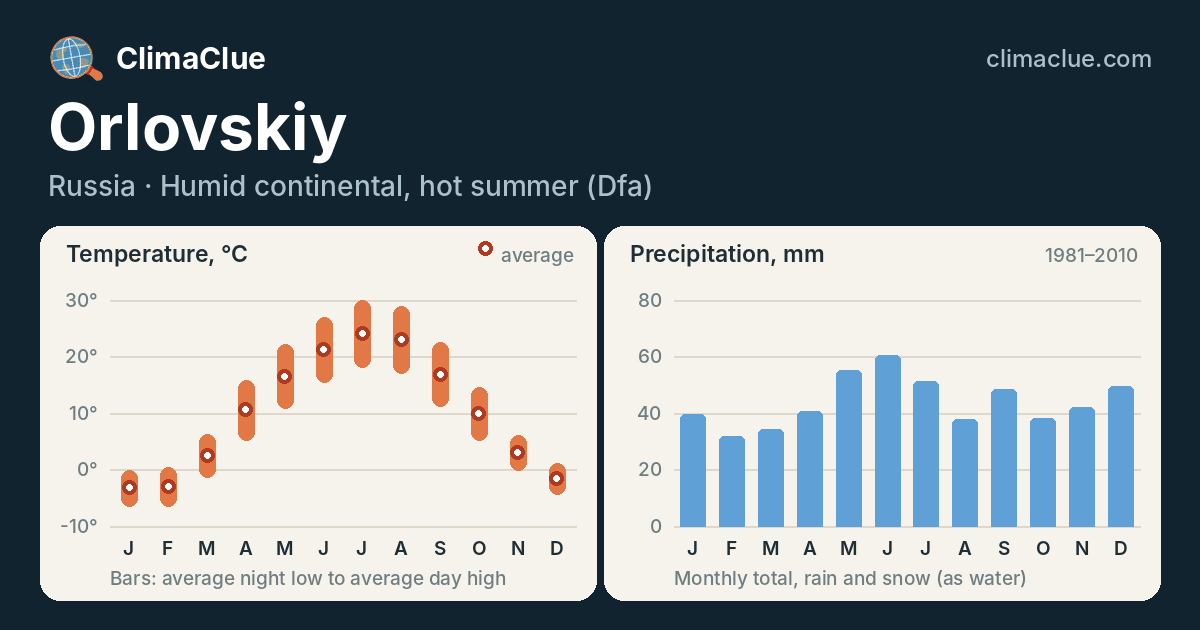 ClimaClue
climaclue.com
Orlovskiy
Russia · Humid continental, hot summer (Dfa)
Temperature, °C
average
30°
20°
10°
0°
-10°
J F M A M J J A S O N D
Bars: average night low to average day high
Precipitation, mm
1981–2010
80
60
40
20
0
J F M A M J J A S O N D
Monthly total, rain and snow (as water)